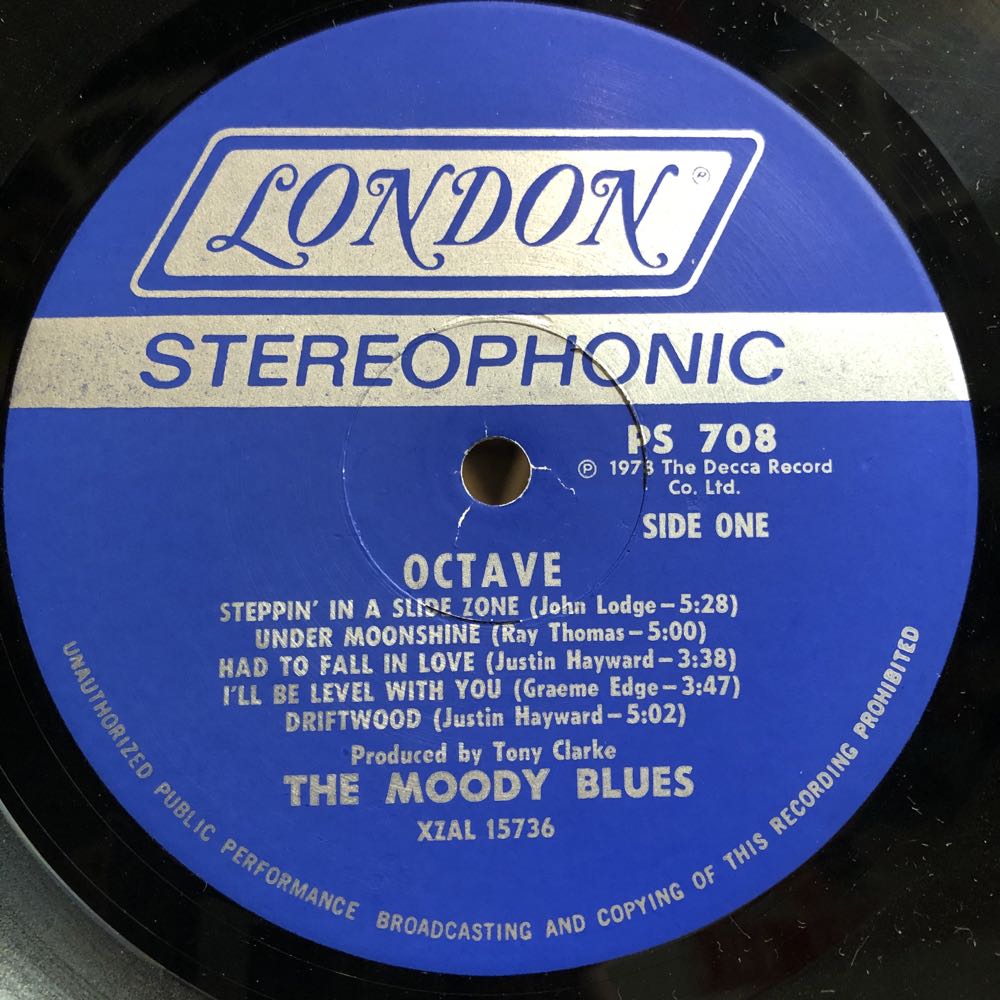 LONDON ℗
STEREOPHONIC
PS 708
℗ 1978 The Decca Record
Co. Ltd.
SIDE ONE
OCTAVE
STEPPIN' IN A SLIDE ZONE (John Lodge–5:28)
UNDER MOONSHINE (Ray Thomas–5:00)
HAD TO FALL IN LOVE (Justin Hayward–3:38)
I'LL BE LEVEL WITH YOU (Graeme Edge–3:47)
DRIFTWOOD (Justin Hayward–5:02)
Produced by Tony Clarke
THE MOODY BLUES
XZAL 15736
UNAUTHORIZED PUBLIC PERFORMANCE BROADCASTING AND COPYING OF THIS RECORDING PROHIBITED